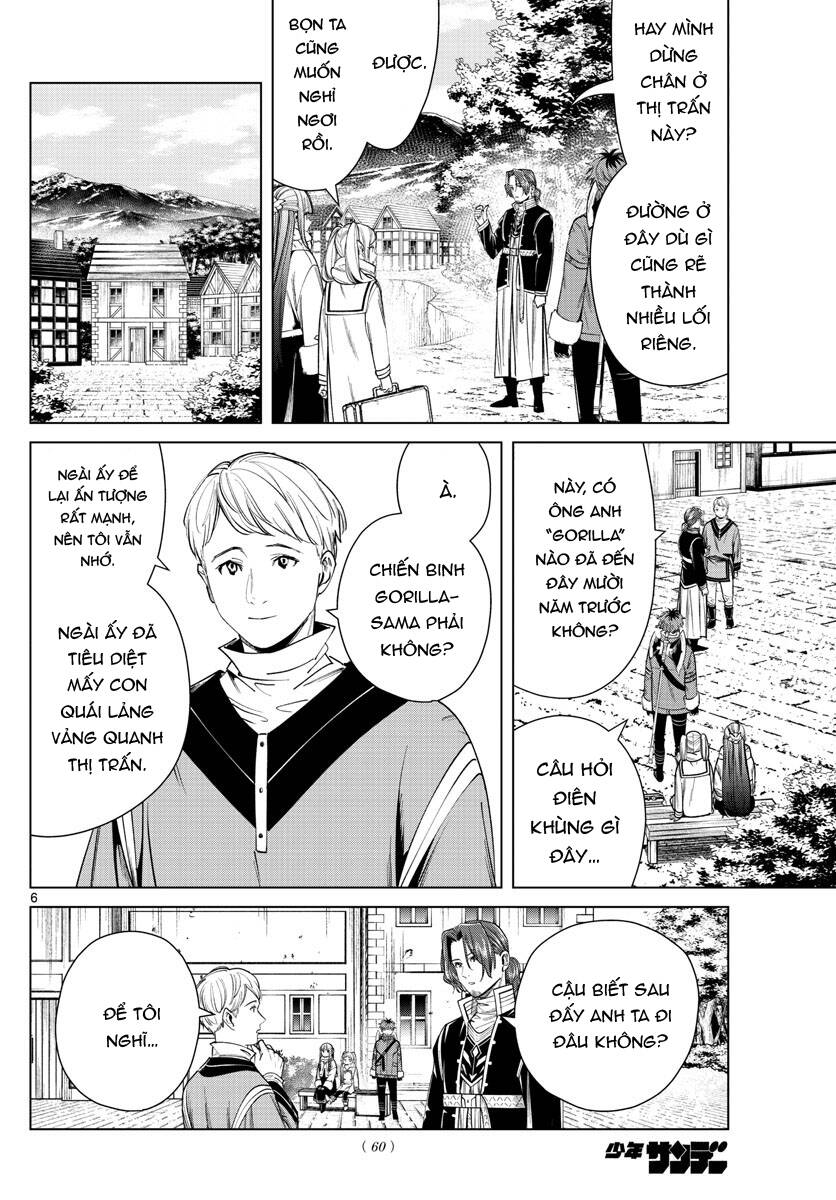 HAY MÌNH
DỪNG
CHÂN Ở
THỊ TRẤN
NÀY?
ĐƯỜNG Ở
ĐÂY DÙ GÌ
CŨNG RẼ
THÀNH
NHIỀU LỐI
RIÊNG.
ĐƯỢC.
BỌN TA
CŨNG
MUỐN
NGHỈ
NGƠI
RỒI.
NÀY, CÓ
ÔNG ANH
“GORILLA”
NÀO ĐÃ ĐẾN
ĐÂY MƯỜI
NĂM TRƯỚC
KHÔNG?
CÂU HỎI
ĐIÊN
KHÙNG GÌ
ĐÂY...
À.
CHIẾN BINH
GORILLA-
SAMA PHẢI
KHÔNG?
NGÀI ẤY ĐỂ
LẠI ẤN TƯỢNG
RẤT MẠNH,
NÊN TÔI VẪN
NHỚ.
NGÀI ẤY ĐÃ
TIÊU DIỆT
MẤY CON
QUÁI LẢNG
VẢNG QUANH
THỊ TRẤN.
6
CẬU BIẾT SAU
ĐẤY ANH TA ĐI
ĐÂU KHÔNG?
ĐỂ TÔI
NGHĨ...
( 60 )
少年サンデー